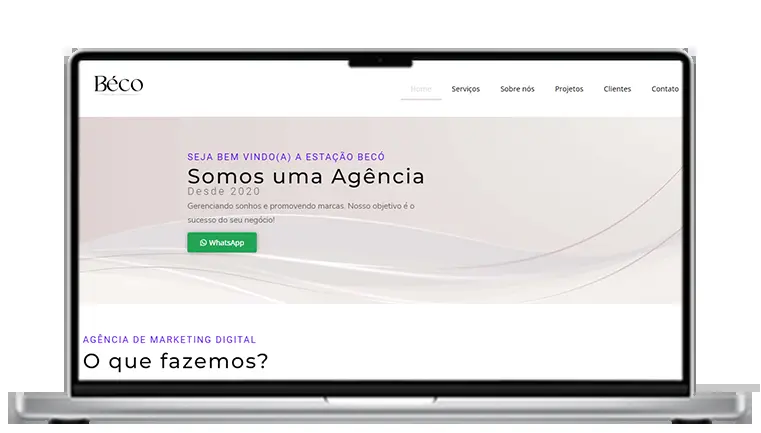 Béco
Home
Serviços
Sobre nós
Projetos
Clientes
Contato
SEJA BEM VINDO(A) A ESTAÇÃO BECÓ
Somos uma Agência
Desde 2020
Gerenciando sonhos e promovendo marcas. Nosso objetivo é o
sucesso do seu negócio!
WhatsApp
AGÊNCIA DE MARKETING DIGITAL
O que fazemos?